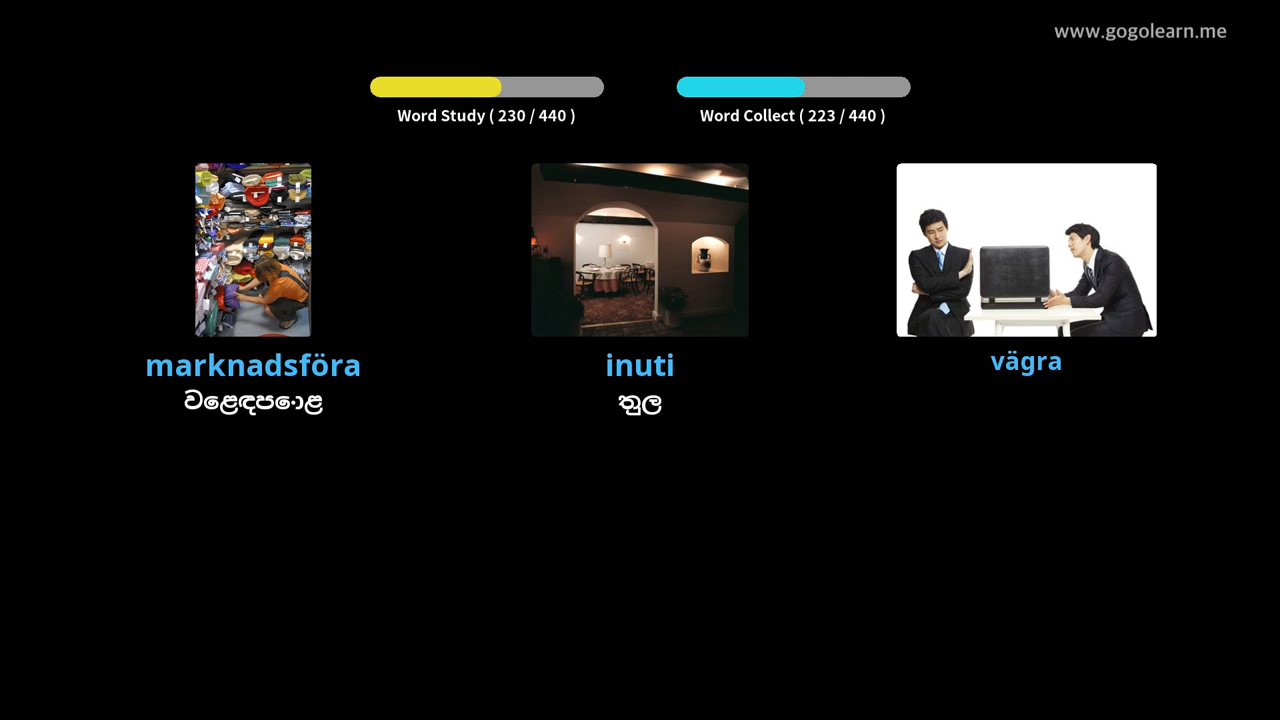 www.gogolearn.me
Word Study ( 230 / 440 )
Word Collect ( 223 / 440 )
marknadsföra
වෙළෙඳපොළ
inuti
තුල
vägra